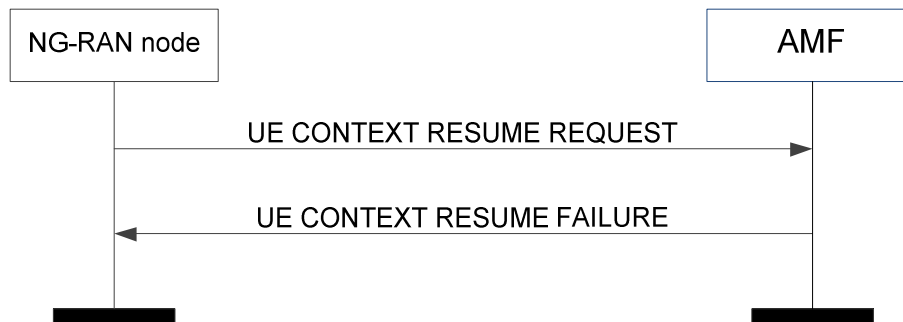 NG-RAN node
AMF
UE CONTEXT RESUME REQUEST
UE CONTEXT RESUME FAILURE